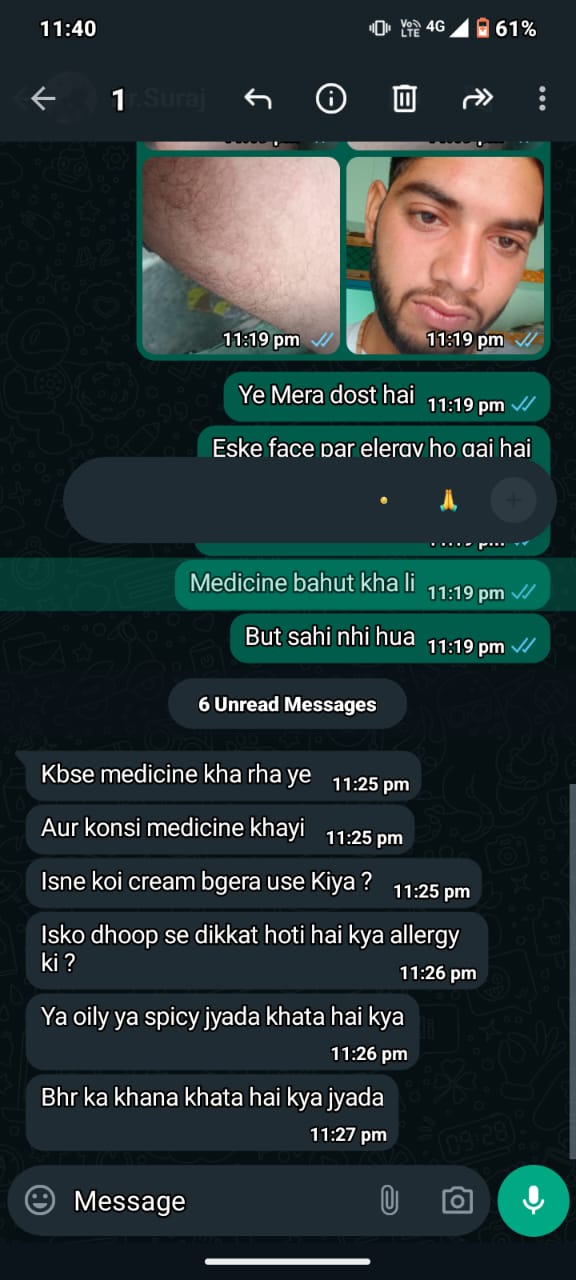 11:40
Vo LTE 4G 61%
1 r.Suraj
11:19 pm
11:19 pm
Ye Mera dost hai 11:19 pm
Eske face par elergy ho gai hai
11:19 pm
Medicine bahut kha li 11:19 pm
But sahi nhi hua 11:19 pm
6 Unread Messages
Kbse medicine kha rha ye 11:25 pm
Aur konsi medicine khayi 11:25 pm
Isne koi cream bgera use Kiya ? 11:25 pm
Isko dhoop se dikkat hoti hai kya allergy
ki ? 11:26 pm
Ya oily ya spicy jyada khata hai kya
11:26 pm
Bhr ka khana khata hai kya jyada
11:27 pm
Message